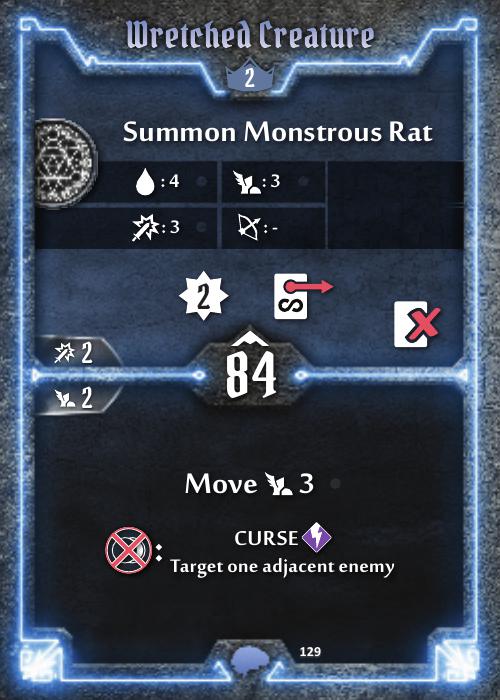 Wretched Creature
2
Summon Monstrous Rat
: 4 : 3
: 3 : -
2 S
2
84
2
Move 3
: CURSE
Target one adjacent enemy
129